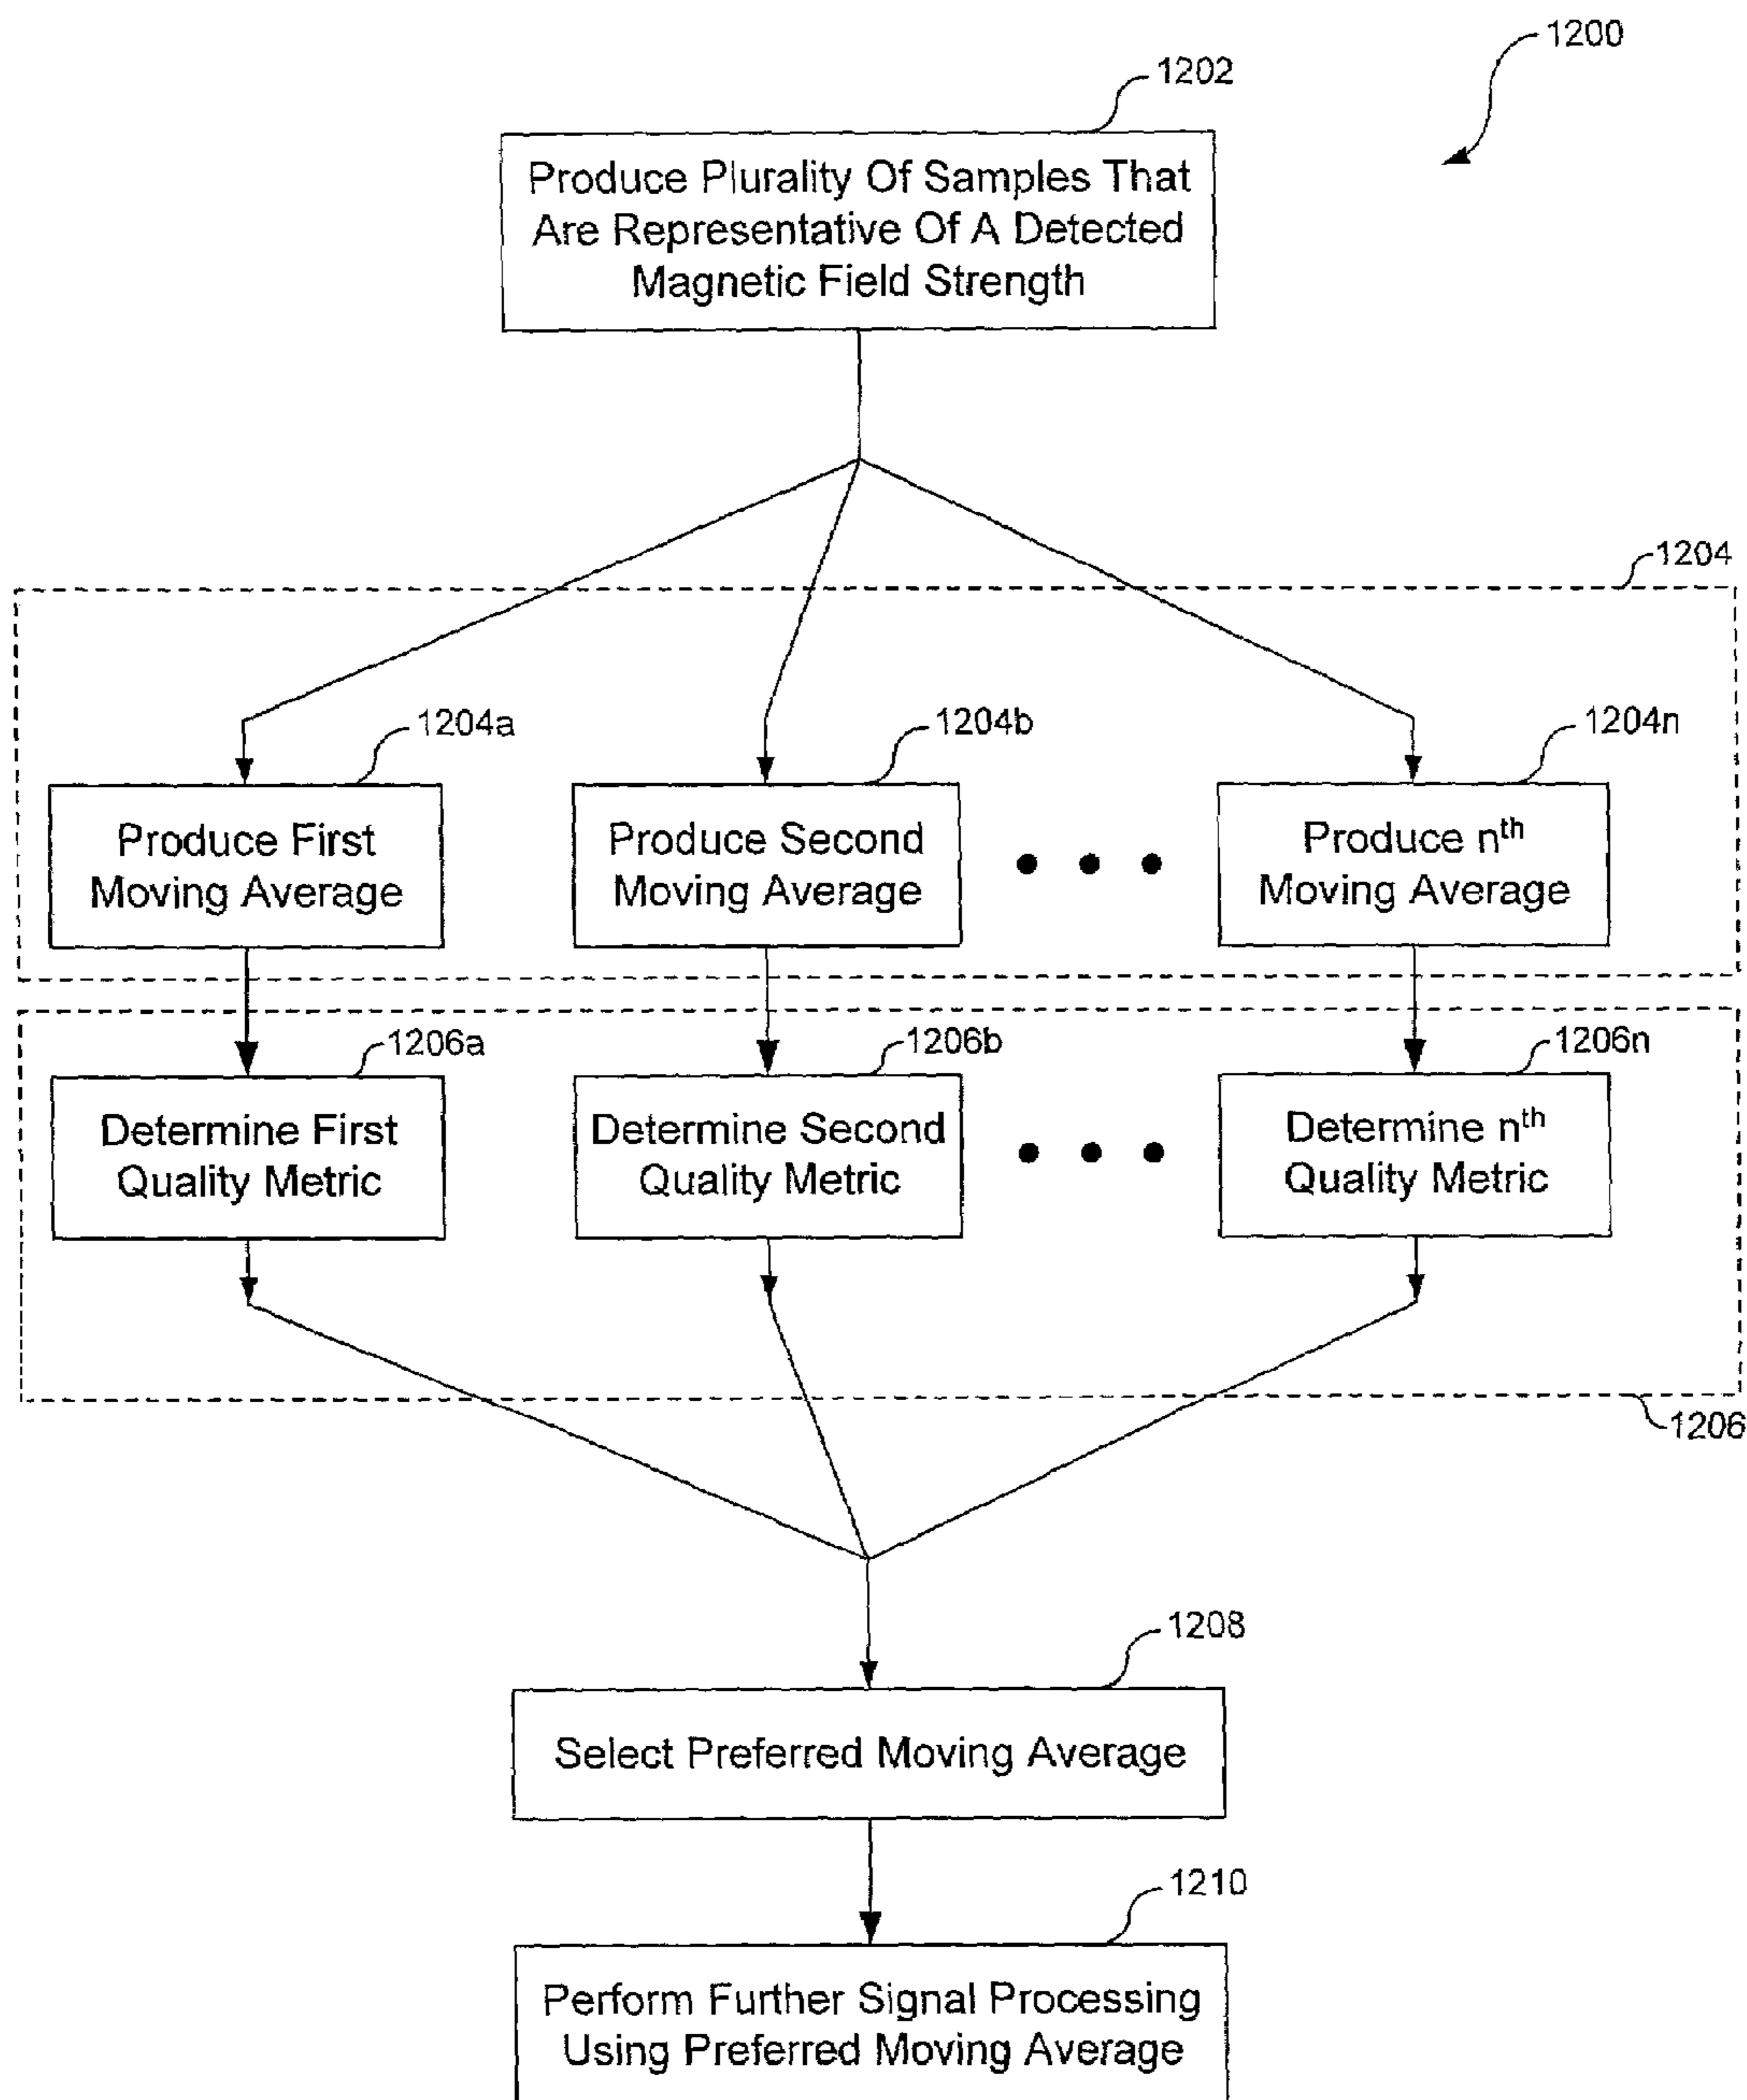 1200
1202
Produce Plurality Of Samples That
Are Representative Of A Detected
Magnetic Field Strength
1204
1204a
1204b
1204n
Produce First
Moving Average
Produce Second
Moving Average
Produce nth
Moving Average
1206a
1206b
1206n
Determine First
Quality Metric
Determine Second
Quality Metric
Determine nth
Quality Metric
1206
1208
Select Preferred Moving Average
1210
Perform Further Signal Processing
Using Preferred Moving Average